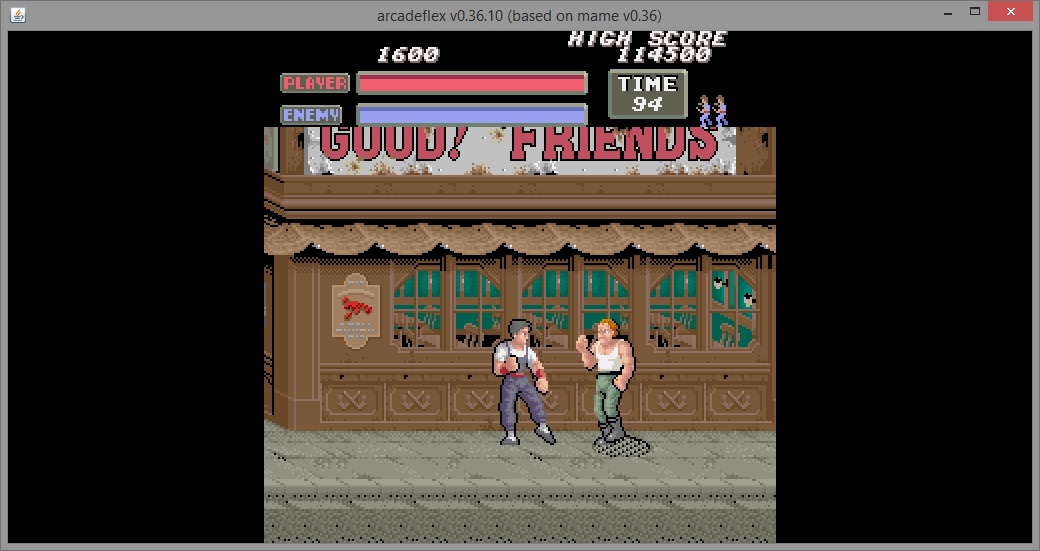 arcadeflex v0.36.10 (based on mame v0.36)
HIGH SCORE
1600
114500
PLAYER
TIME
94
ENEMY
GOOD! FRIENDS